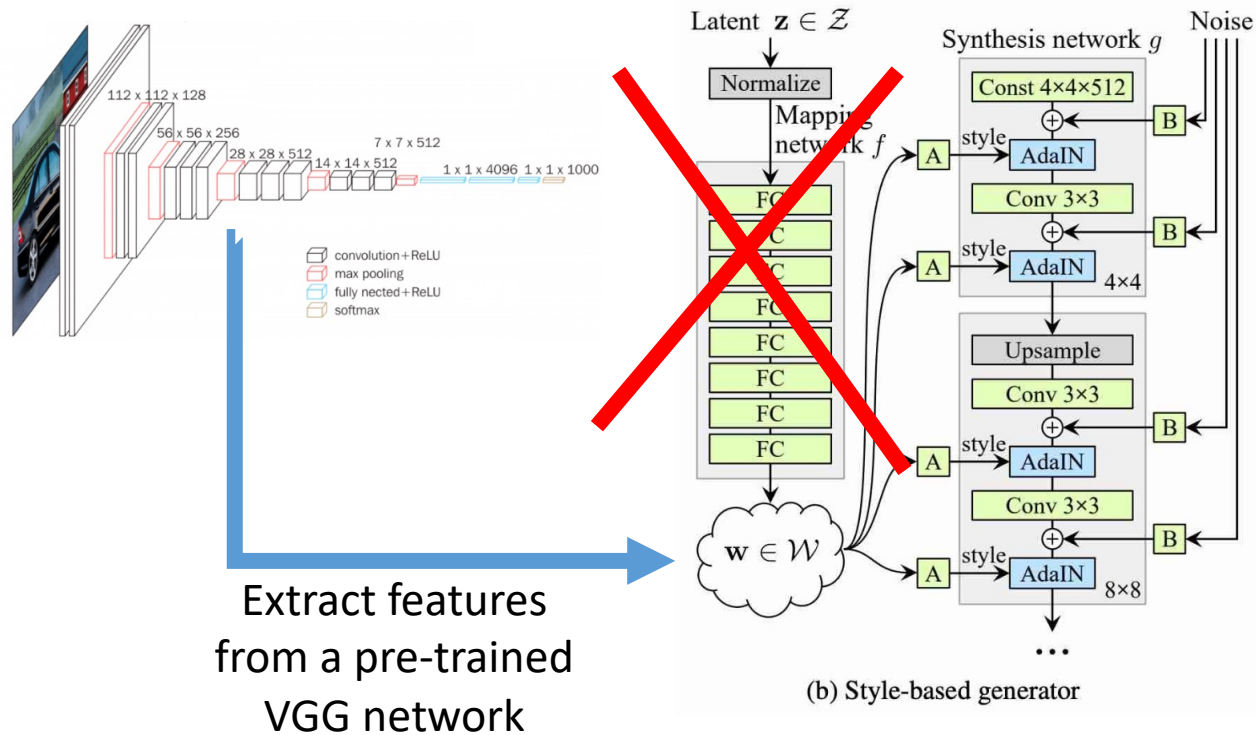 112 x 112 x 128
56 x 56 x 256
28 x 28 x 512
14 x 14 x 512
7 x 7 x 512
1 x 1 x 4096
1 x 1 x 1000
convolution+ReLU
max pooling
fully nected+ReLU
softmax
Extract features
from a pre-trained
VGG network
Latent z ∈ Z
Normalize
Mapping
network f
FC
C
FC
FC
FC
FC
FC
FC
w ∈ W
Synthesis network g
Noise
Const 4×4×512
B
A
style
AdaIN
Conv 3×3
B
A
style
AdaIN
4×4
Upsample
Conv 3×3
B
A
style
AdaIN
Conv 3×3
B
A
style
AdaIN
8×8
...
(b) Style-based generator